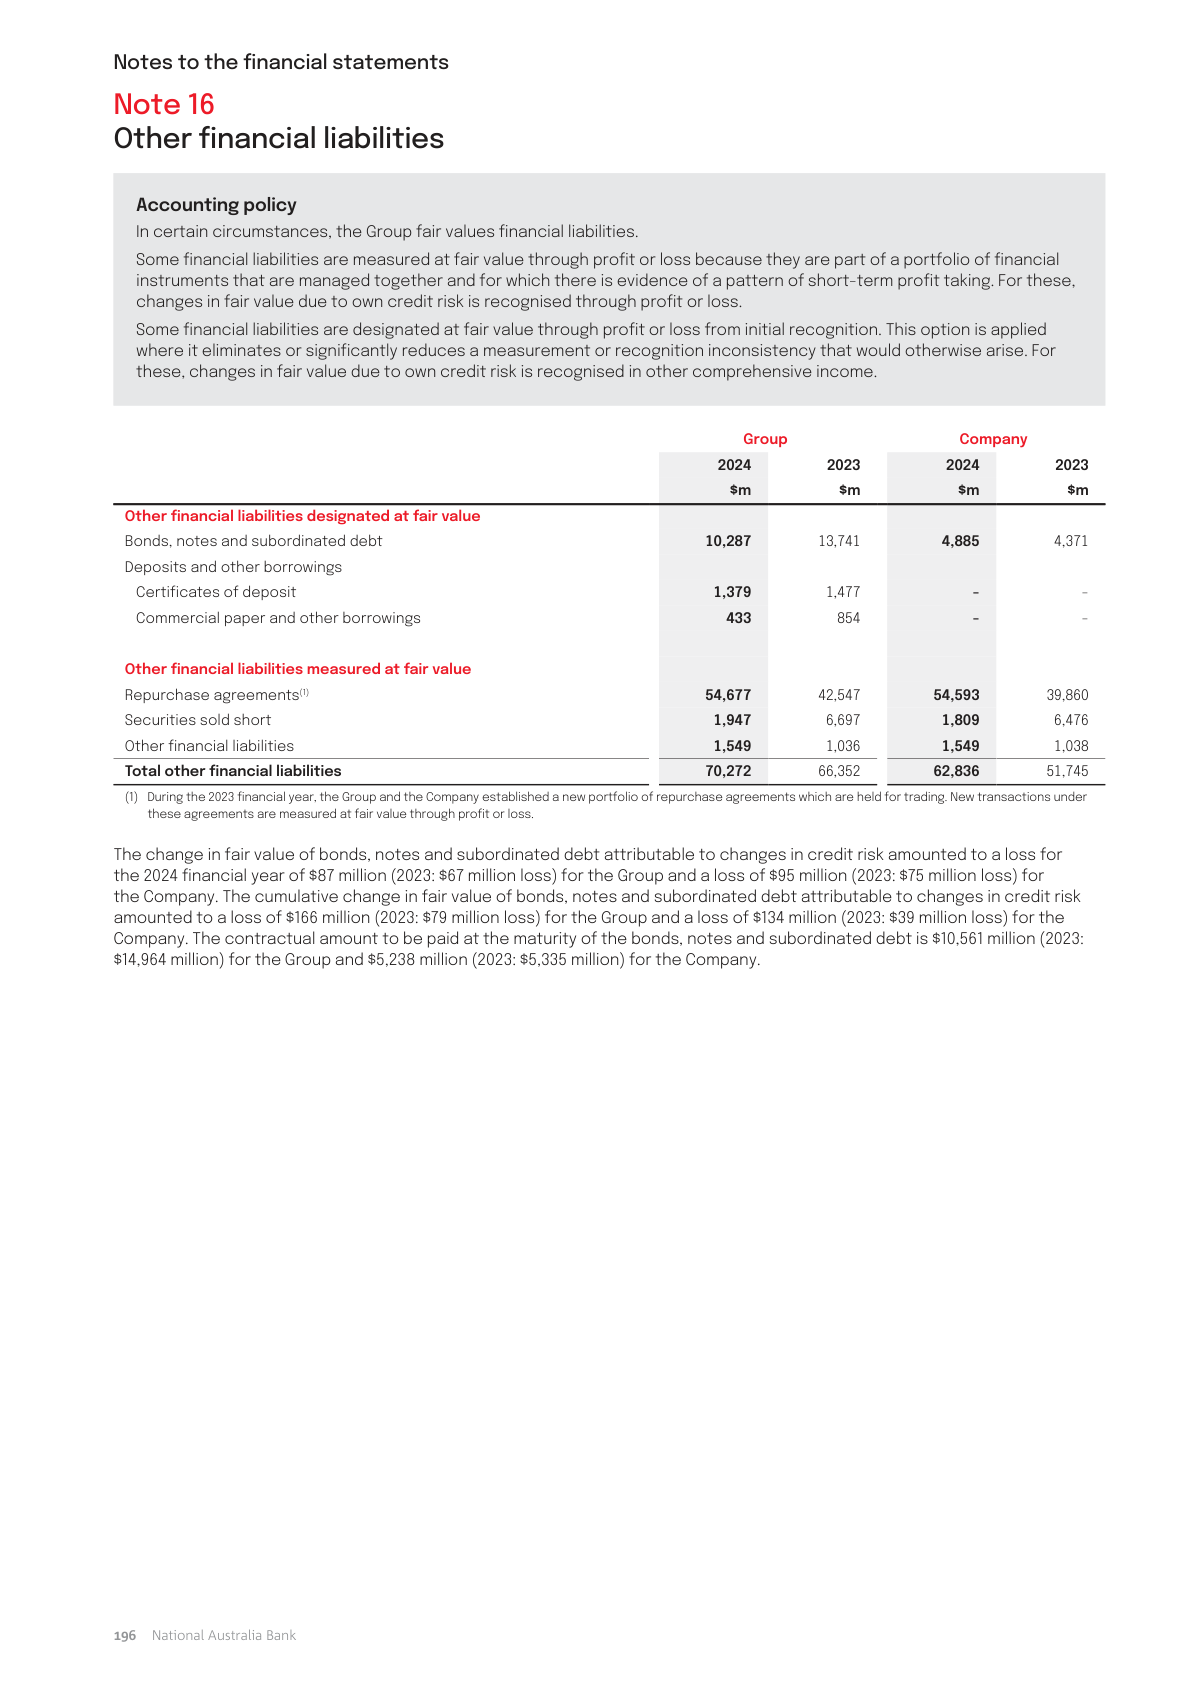 Notes to the financial statements
Note 16
Other financial liabilities
Accounting policy
In certain circumstances, the Group fair values financial liabilities.
Some financial liabilities are measured at fair value through profit or loss because they are part of a portfolio of financial
instruments that are managed together and for which there is evidence of a pattern of short-term profit taking. For these,
changes in fair value due to own credit risk is recognised through profit or loss.
Some financial liabilities are designated at fair value through profit or loss from initial recognition. This option is applied
where it eliminates or significantly reduces a measurement or recognition inconsistency that would otherwise arise. For
these, changes in fair value due to own credit risk is recognised in other comprehensive income.
Group Company
2024 2023 2024 2023
$m $m $m $m
Other financial liabilities designated at fair value
Bonds, notes and subordinated debt 10,287 13,741 4,885 4,371
Deposits and other borrowings
Certificates of deposit 1,379 1,477 – –
Commercial paper and other borrowings 433 854 – –
Other financial liabilities measured at fair value
Repurchase agreements(1) 54,677 42,547 54,593 39,860
Securities sold short 1,947 6,697 1,809 6,476
Other financial liabilities 1,549 1,036 1,549 1,038
Total other financial liabilities 70,272 66,352 62,836 51,745
(1) During the 2023 financial year, the Group and the Company established a new portfolio of repurchase agreements which are held for trading. New transactions under
these agreements are measured at fair value through profit or loss.
The change in fair value of bonds, notes and subordinated debt attributable to changes in credit risk amounted to a loss for
the 2024 financial year of $87 million (2023: $67 million loss) for the Group and a loss of $95 million (2023: $75 million loss) for
the Company. The cumulative change in fair value of bonds, notes and subordinated debt attributable to changes in credit risk
amounted to a loss of $166 million (2023: $79 million loss) for the Group and a loss of $134 million (2023: $39 million loss) for the
Company. The contractual amount to be paid at the maturity of the bonds, notes and subordinated debt is $10,561 million (2023:
$14,964 million) for the Group and $5,238 million (2023: $5,335 million) for the Company.
196 National Australia Bank